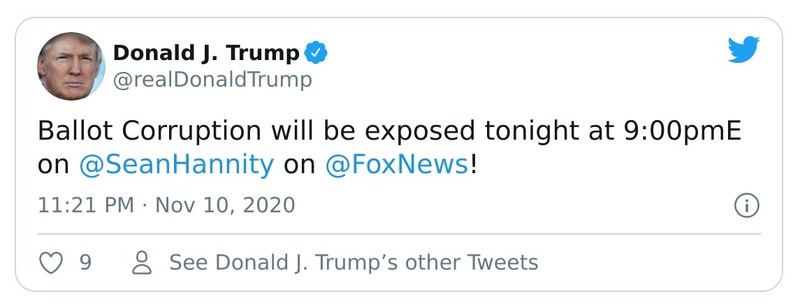 Donald J. Trump
@realDonaldTrump
Ballot Corruption will be exposed tonight at 9:00pmE
on @SeanHannity on @FoxNews!
11:21 PM · Nov 10, 2020
9 See Donald J. Trump’s other Tweets